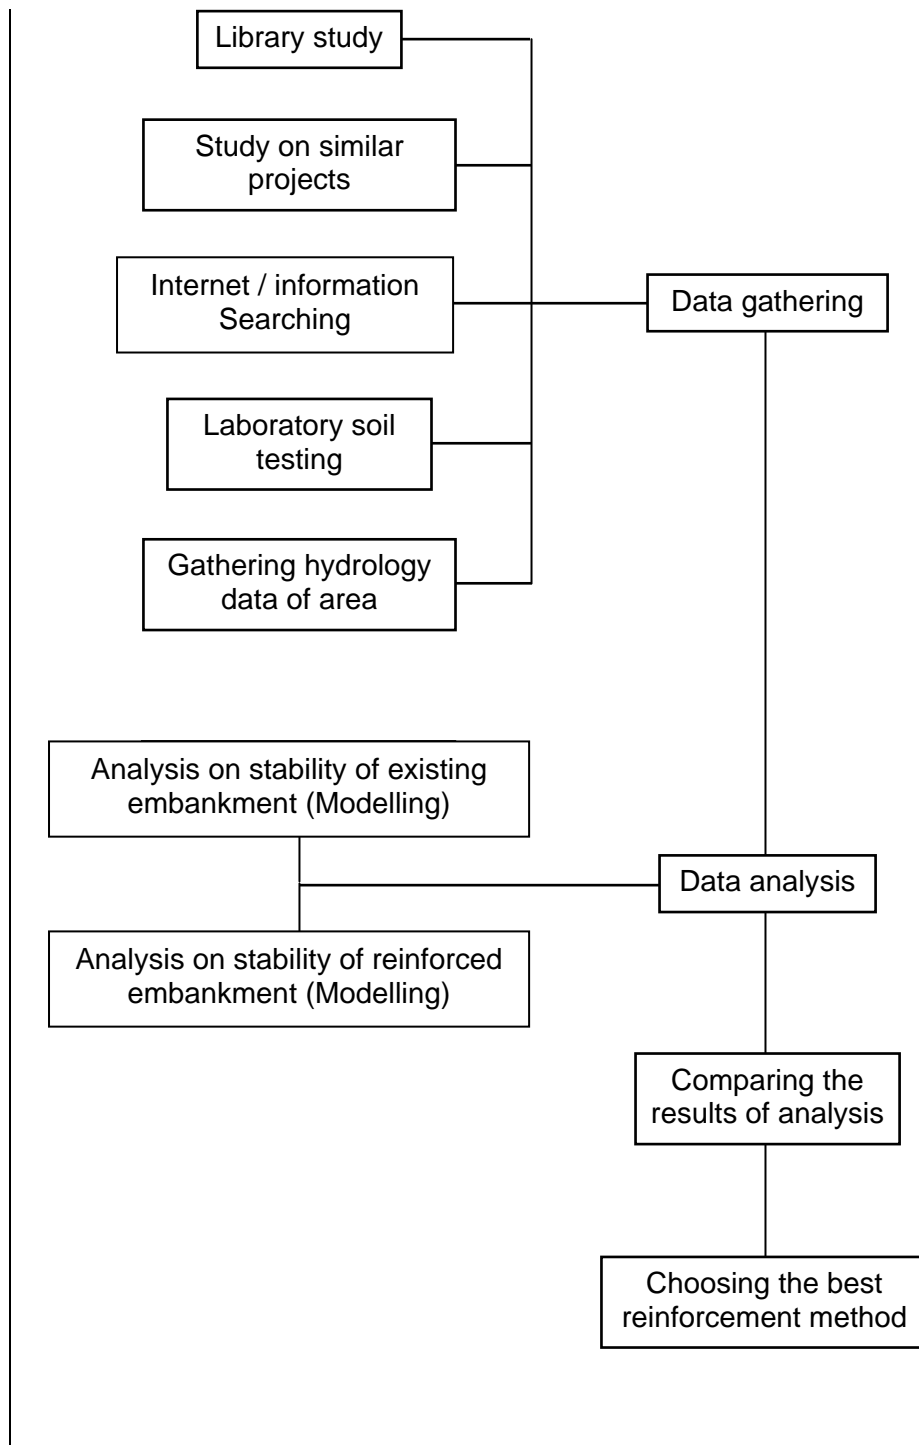 Library study
Study on similar
projects
Internet / information
Searching
Data gathering
Laboratory soil
testing
Gathering hydrology
data of area
Analysis on stability of existing
embankment (Modelling)
Data analysis
Analysis on stability of reinforced
embankment (Modelling)
Comparing the
results of analysis
Choosing the best
reinforcement method